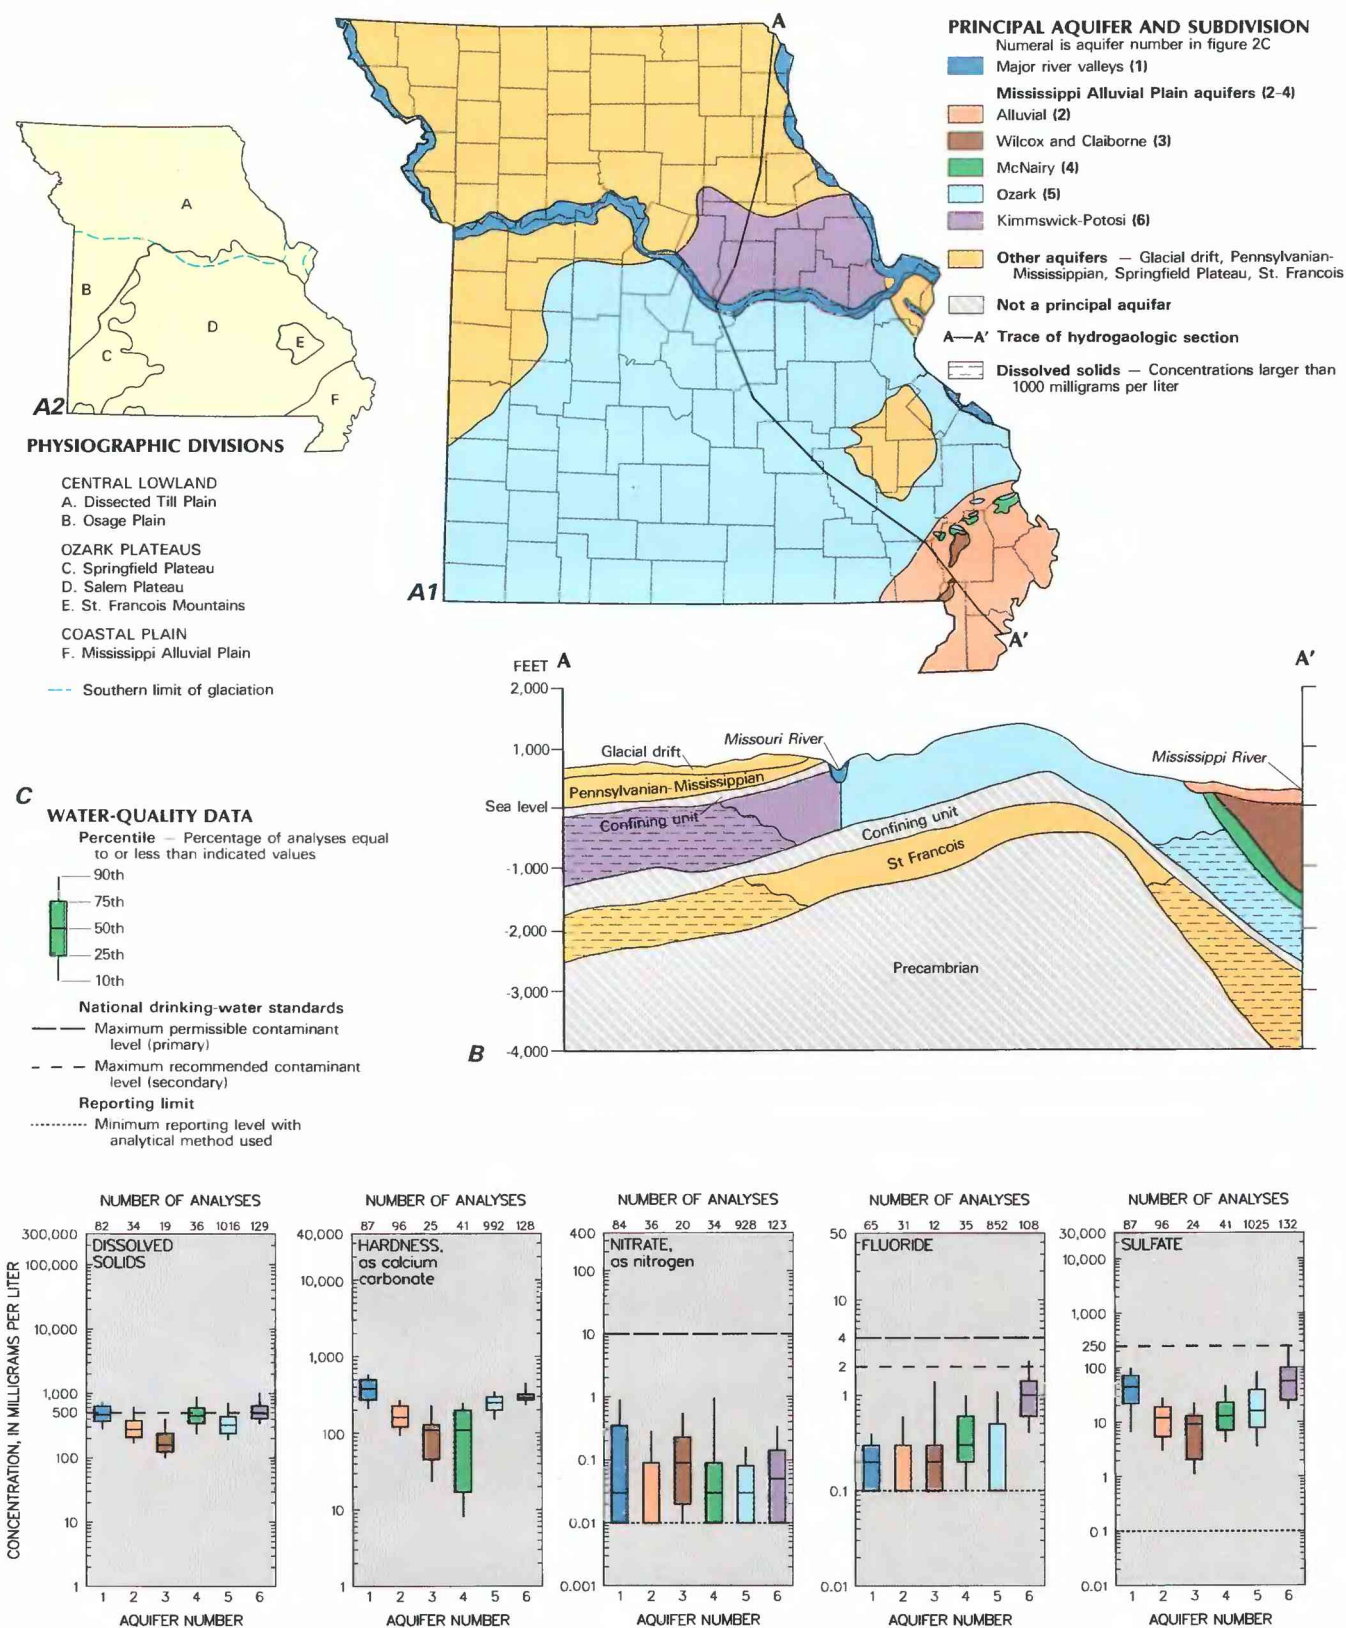 A
PRINCIPAL AQUIFER AND SUBDIVISION
Numeral is aquifer number in figure 2C
Major river valleys (1)
Mississippi Alluvial Plain aquifers (2-4)
Alluvial (2)
Wilcox and Claiborne (3)
McNairy (4)
Ozark (5)
Kimmswick-Potosi (6)
Other aquifers — Glacial drift, Pennsylvanian-
Mississippian, Springfield Plateau, St. Francois
Not a principal aquifar
A—A' Trace of hydrogaologic section
Dissolved solids — Concentrations larger than
1000 milligrams per liter
A
B
C
D
E
F
A2
A1
A'
PHYSIOGRAPHIC DIVISIONS
CENTRAL LOWLAND
A. Dissected Till Plain
B. Osage Plain
OZARK PLATEAUS
C. Springfield Plateau
D. Salem Plateau
E. St. Francois Mountains
COASTAL PLAIN
F. Mississippi Alluvial Plain
Southern limit of glaciation
FEET A
A'
2,000
1,000
Sea level
-1,000
-2,000
-3,000
-4,000
Glacial drift
Missouri River
Mississippi River
Pennsylvanian-Mississippian
Confining unit
Confining unit
St Francois
Precambrian
B
C
WATER-QUALITY DATA
Percentile — Percentage of analyses equal
to or less than indicated values
90th
75th
50th
25th
10th
National drinking-water standards
Maximum permissible contaminant
level (primary)
Maximum recommended contaminant
level (secondary)
Reporting limit
Minimum reporting level with
analytical method used
CONCENTRATION, IN MILLIGRAMS PER LITER
NUMBER OF ANALYSES
82 34 19 36 1016 129
DISSOLVED
SOLIDS
300,000
100,000
10,000
1,000
500
100
10
1
1 2 3 4 5 6
AQUIFER NUMBER
NUMBER OF ANALYSES
87 96 25 41 992 128
HARDNESS,
as calcium
carbonate
40,000
10,000
1,000
100
10
1
1 2 3 4 5 6
AQUIFER NUMBER
NUMBER OF ANALYSES
84 36 20 34 928 123
NITRATE,
as nitrogen
400
100
10
1
0.1
0.01
0.001
1 2 3 4 5 6
AQUIFER NUMBER
NUMBER OF ANALYSES
65 31 12 35 852 108
FLUORIDE
50
10
4
2
1
0.1
0.01
1 2 3 4 5 6
AQUIFER NUMBER
NUMBER OF ANALYSES
87 96 24 41 1025 132
SULFATE
30,000
10,000
1,000
250
100
10
1
0.1
0.01
1 2 3 4 5 6
AQUIFER NUMBER